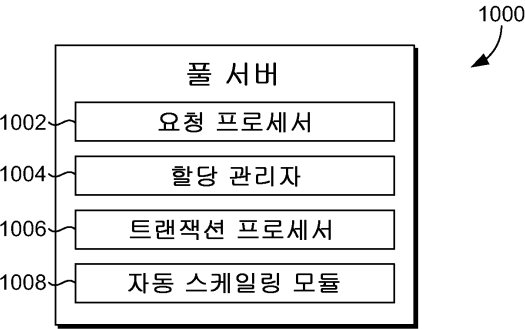 1000
풀 서버
1002 요청 프로세서
1004 할당 관리자
1006 트랜잭션 프로세서
1008 자동 스케일링 모듈